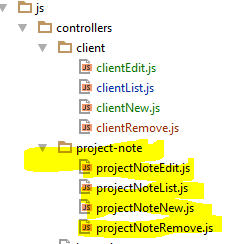 js
controllers
client
clientEdit.js
clientList.js
clientNew.js
clientRemove.js
project-note
projectNoteEdit.js
projectNoteList.js
projectNoteNew.js
projectNoteRemove.js